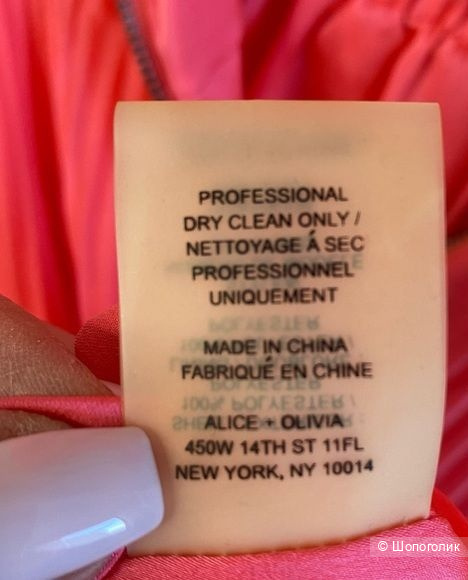 PROFESSIONAL
DRY CLEAN ONLY /
NETTOYAGE Á SEC
PROFESSIONNEL
UNIQUEMENT
MADE IN CHINA
FABRIQUÉ EN CHINE
ALICE + OLIVIA
450W 14TH ST 11FL
NEW YORK, NY 10014
© Шопоголик